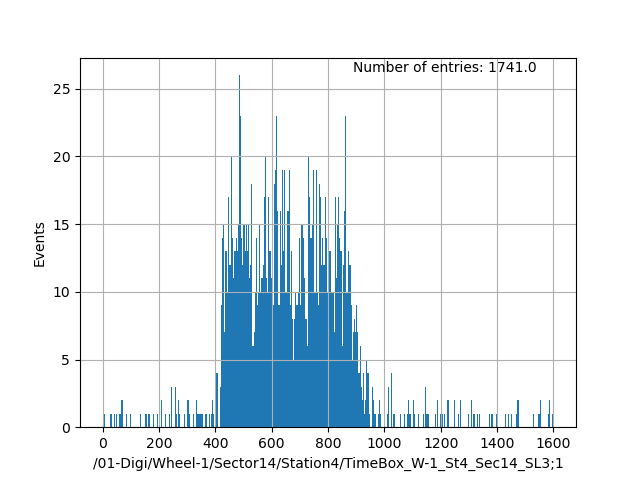 Number of entries: 1741.0
Events
25
20
15
10
5
0
0 200 400 600 800 1000 1200 1400 1600
/01-Digi/Wheel-1/Sector14/Station4/TimeBox_W-1_St4_Sec14_SL3;1